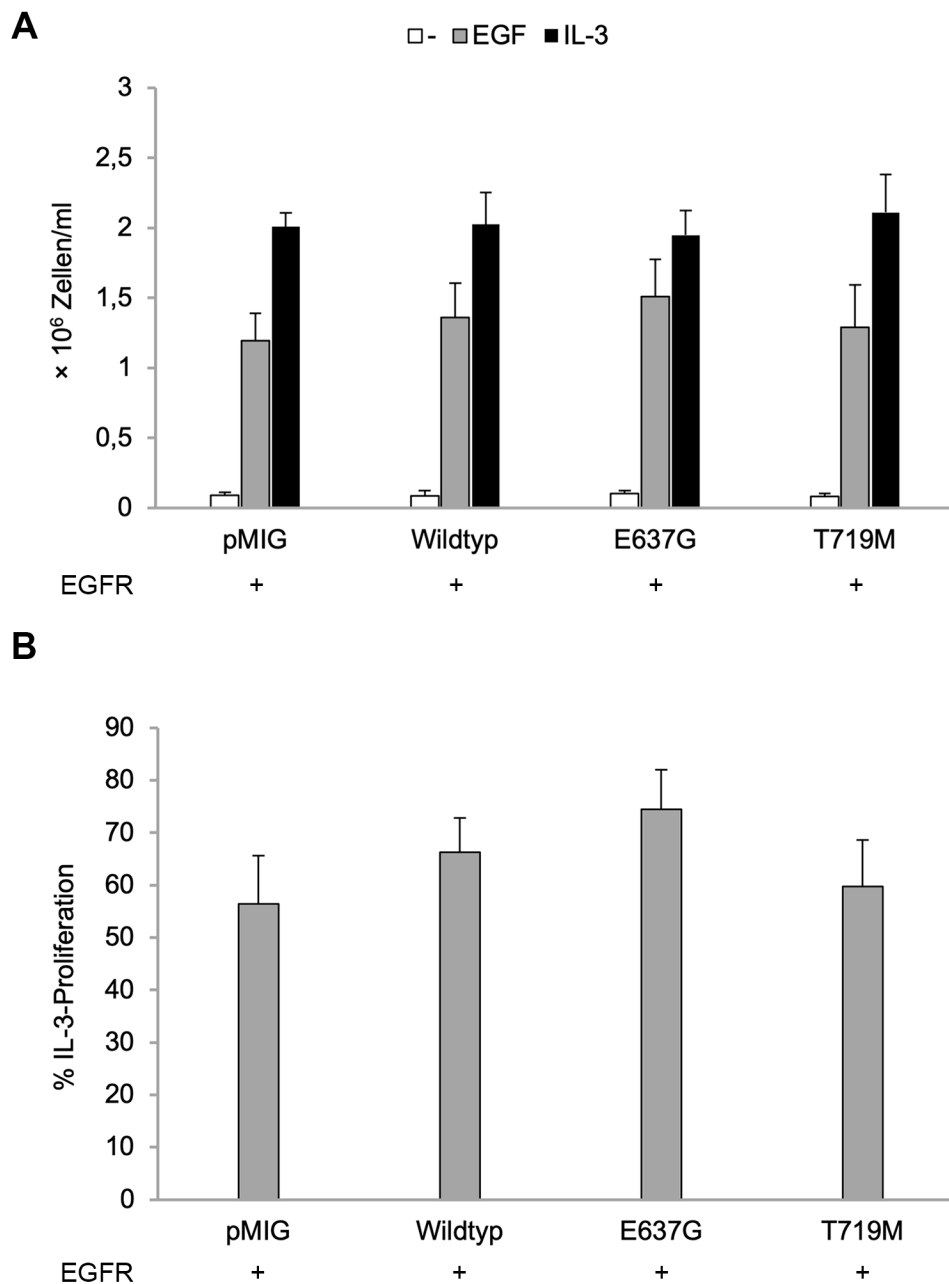 A
- EGF IL-3
3
2,5
2
1,5
1
0,5
0
× 10⁶ Zellen/ml
pMIG Wildtyp E637G T719M
EGFR + + + +
B
90
80
70
60
50
40
30
20
10
0
% IL-3-Proliferation
pMIG Wildtyp E637G T719M
EGFR + + + +